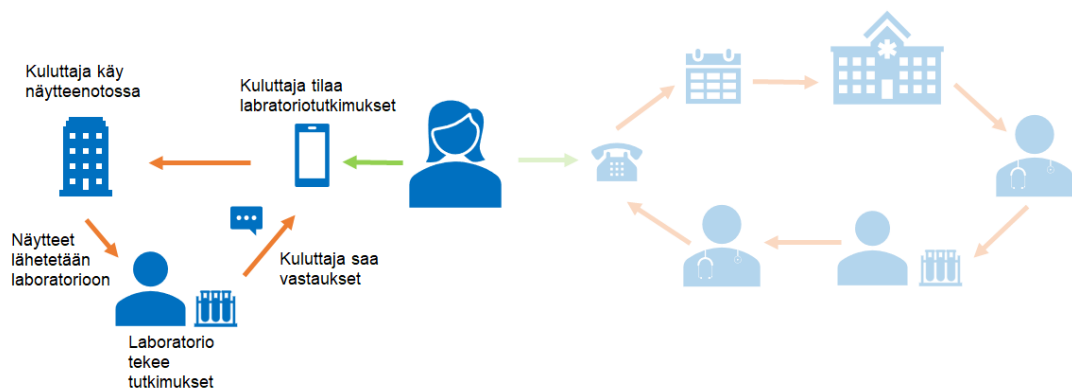 Kuluttaja käy
näytteenotossa
Kuluttaja tilaa
labratoriotutkimukset
Näytteet
lähetetään
laboratorioon
Kuluttaja saa
vastaukset
Laboratorio
tekee
tutkimukset